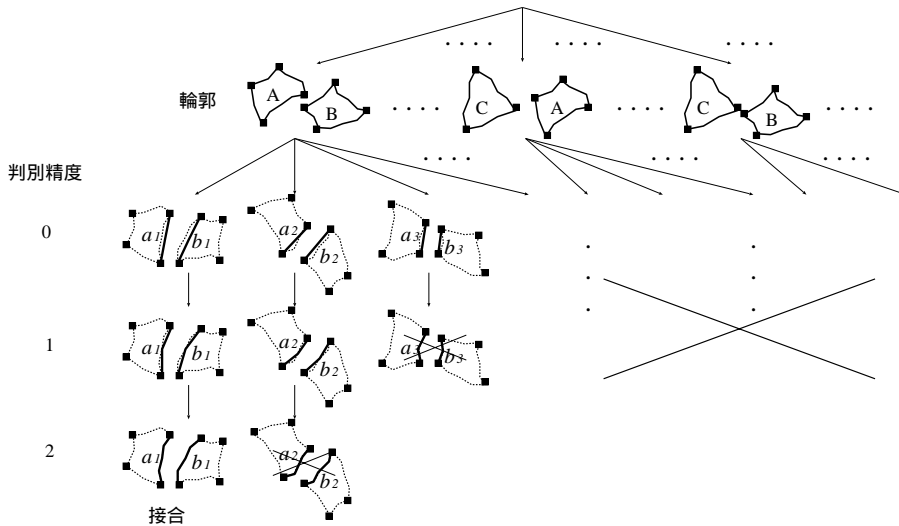 . . . . . . . . . . . .
輪郭 A B . . . . C A . . . . C B . . . .
. . . . . . . . . . . .
判別精度
0 a1 b1 a2 b2 a3 b3
1 a1 b1 a2 b2 a3 b3
2 a1 b1 a2 b2
接合